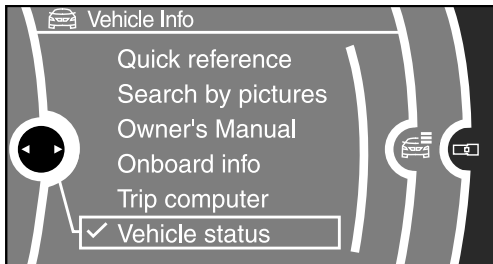 Vehicle Info
Quick reference
Search by pictures
Owner's Manual
Onboard info
Trip computer
Vehicle status